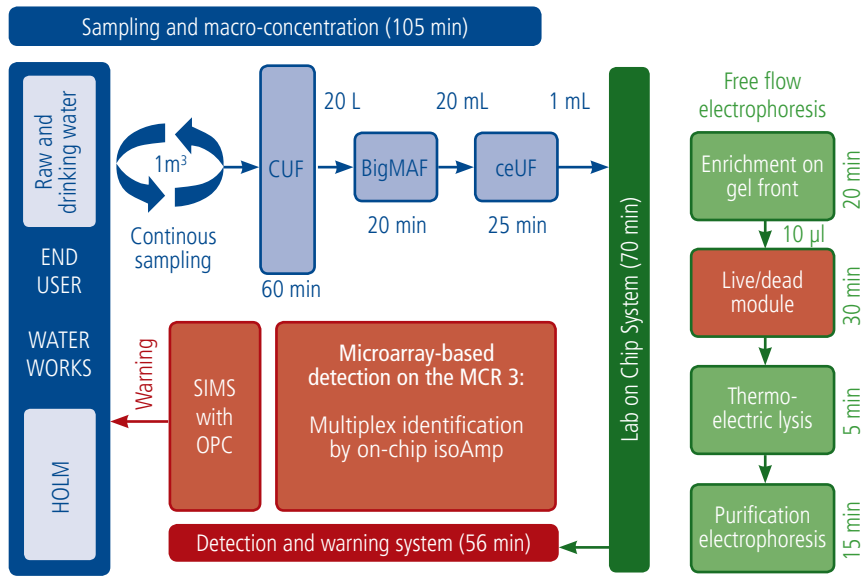 Sampling and macro-concentration (105 min)
Raw and
drinking water
END
USER
WATER
WORKS
HOLM
1m³
Continous
sampling
CUF
60 min
20 L
BigMAF
20 min
20 mL
ceUF
25 min
1 mL
Lab on Chip System (70 min)
Free flow
electrophoresis
Enrichment on
gel front
20 min
10 µl
Live/dead
module
30 min
Thermo-
electric lysis
5 min
Purification
electrophoresis
15 min
Warning
SIMS
with
OPC
Microarray-based
detection on the MCR 3:
Multiplex identification
by on-chip isoAmp
Detection and warning system (56 min)